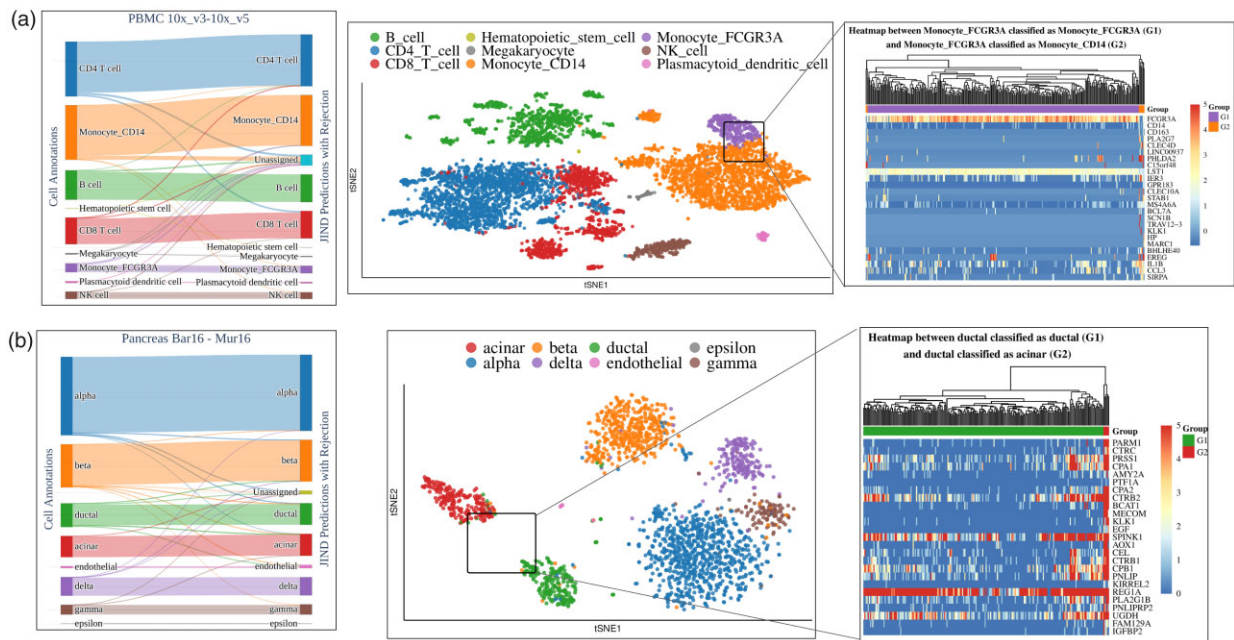 (a)
PBMC 10x_v3-10x_v5
Cell Annotations
CD4 T cell
Monocyte_CD14
B cell
Hematopoietic stem cell
CD8 T cell
Megakaryocyte
Monocyte_FCGR3A
Plasmacytoid dendritic cell
NK cell
CD4 T cell
Monocyte_CD14
Unassigned
B cell
CD8 T cell
Hematopoietic stem cell
Megakaryocyte
Monocyte_FCGR3A
Plasmacytoid dendritic cell
NK cell
JIND Predictions with Rejection
B_cell
CD4_T_cell
CD8_T_cell
Hematopoietic_stem_cell
Megakaryocyte
Monocyte_CD14
Monocyte_FCGR3A
NK_cell
Plasmacytoid_dendritic_cell
tSNE2
tSNE1
Heatmap between Monocyte_FCGR3A classified as Monocyte_FCGR3A (G1)
and Monocyte_FCGR3A classified as Monocyte_CD14 (G2)
Group
FCGR3A
CD14
CD163
PLA2G7
CLEC4D
LINC00937
PHLDA2
C15orf48
LST1
IER3
GPR183
CLEC10A
STAB1
MS4A6A
BCL7A
SCN1B
TRAV12-3
KLK1
HP
MARC1
BHLHE40
EREG
IL1B
CCL3
SIRPA
5
4
3
2
1
0
Group
G1
G2
(b)
Pancreas Bar16 - Mur16
Cell Annotations
alpha
beta
ductal
acinar
endothelial
delta
gamma
epsilon
alpha
beta
Unassigned
ductal
acinar
endothelial
delta
gamma
epsilon
JIND Predictions with Rejection
acinar
alpha
beta
delta
ductal
endothelial
epsilon
gamma
tSNE2
tSNE1
Heatmap between ductal classified as ductal (G1)
and ductal classified as acinar (G2)
Group
PARM1
CTRC
PRSS1
CPA1
AMY2A
PTF1A
CPA2
CTRB2
BCAT1
MECOM
KLK1
EGF
SPINK1
AOX1
CEL
CTRB1
CPB1
PNLIP
KIRREL2
REG1A
PLA2G1B
PNLIPRP2
UGDH
FAM129A
IGFBP2
5
4
3
2
1
0
Group
G1
G2